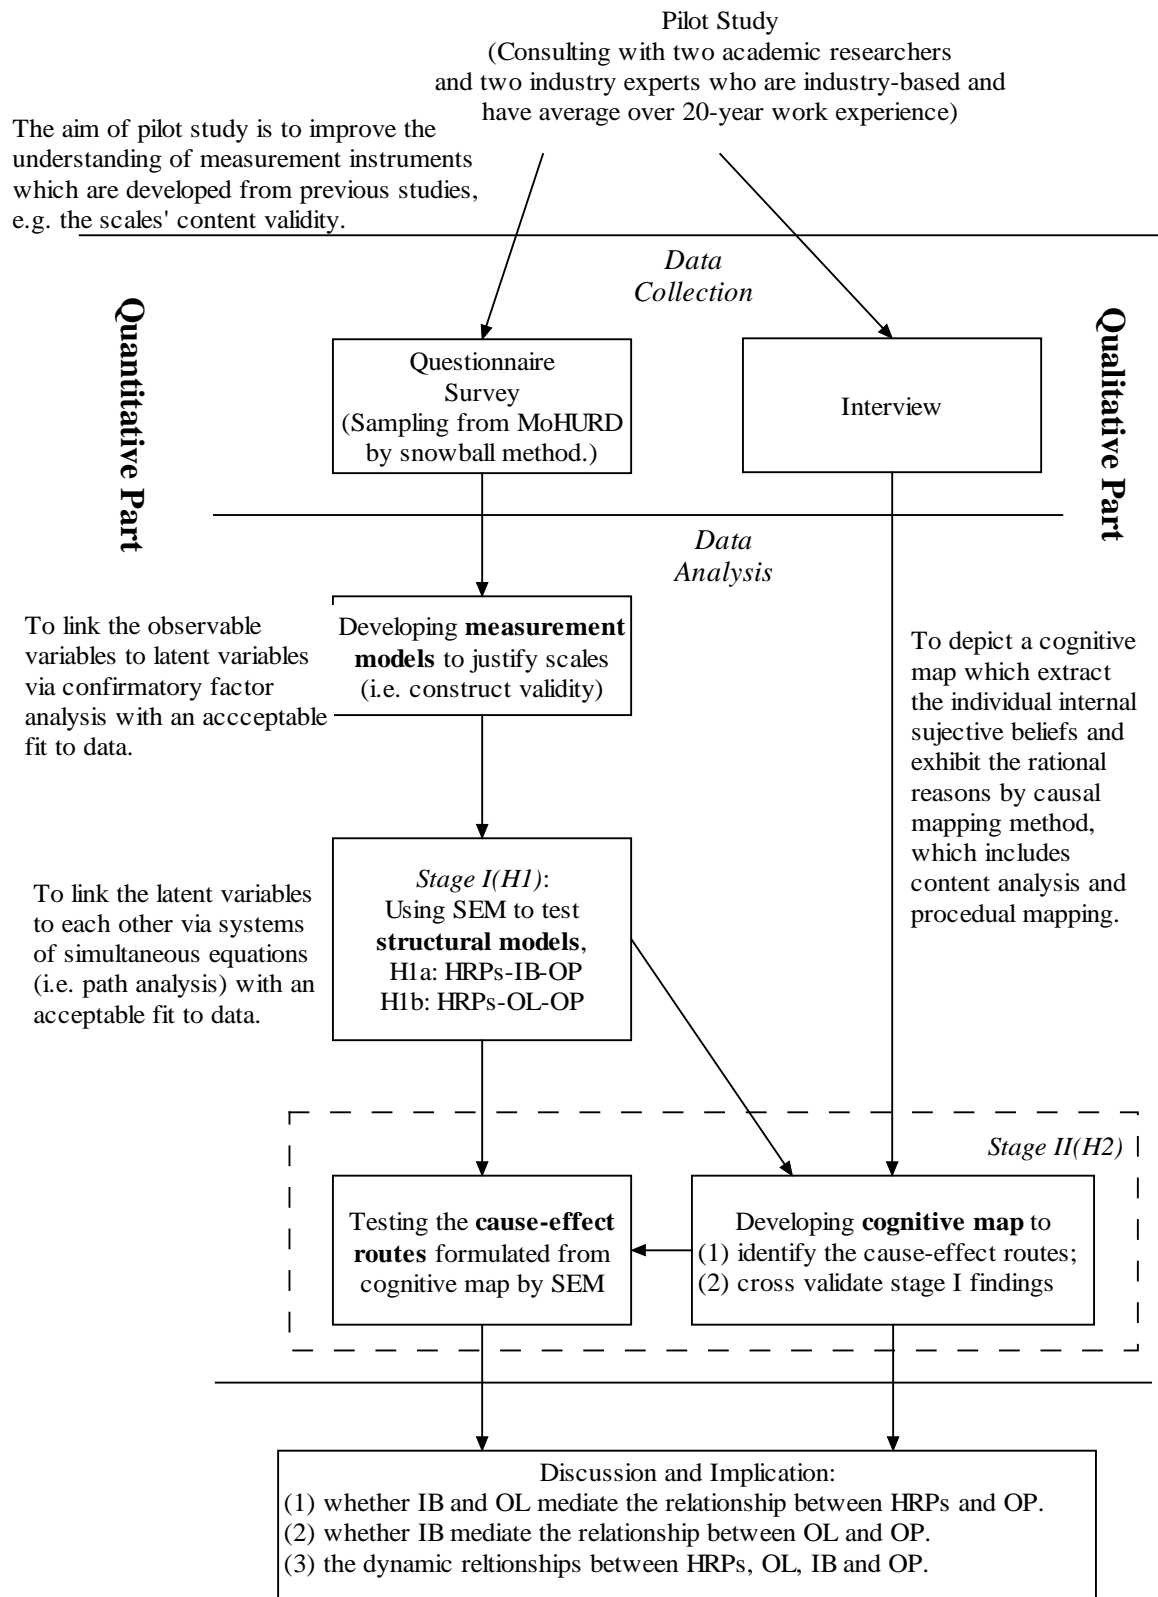 Pilot Study
(Consulting with two academic researchers
and two industry experts who are industry-based and
have average over 20-year work experience)
The aim of pilot study is to improve the
understanding of measurement instruments
which are developed from previous studies,
e.g. the scales' content validity.
Data
Collection
Quantitative Part
Qualitative Part
Questionnaire
Survey
(Sampling from MoHURD
by snowball method.)
Interview
Data
Analysis
To link the observable
variables to latent variables
via confirmatory factor
analysis with an accceptable
fit to data.
Developing measurement
models to justify scales
(i.e. construct validity)
To depict a cognitive
map which extract
the individual internal
sujective beliefs and
exhibit the rational
reasons by causal
mapping method,
which includes
content analysis and
procedual mapping.
To link the latent variables
to each other via systems
of simultaneous equations
(i.e. path analysis) with an
acceptable fit to data.
Stage I(H1):
Using SEM to test
structural models,
H1a: HRPs-IB-OP
H1b: HRPs-OL-OP
Stage II(H2)
Testing the cause-effect
routes formulated from
cognitive map by SEM
Developing cognitive map to
(1) identify the cause-effect routes;
(2) cross validate stage I findings
Discussion and Implication:
(1) whether IB and OL mediate the relationship between HRPs and OP.
(2) whether IB mediate the relationship between OL and OP.
(3) the dynamic reltionships between HRPs, OL, IB and OP.